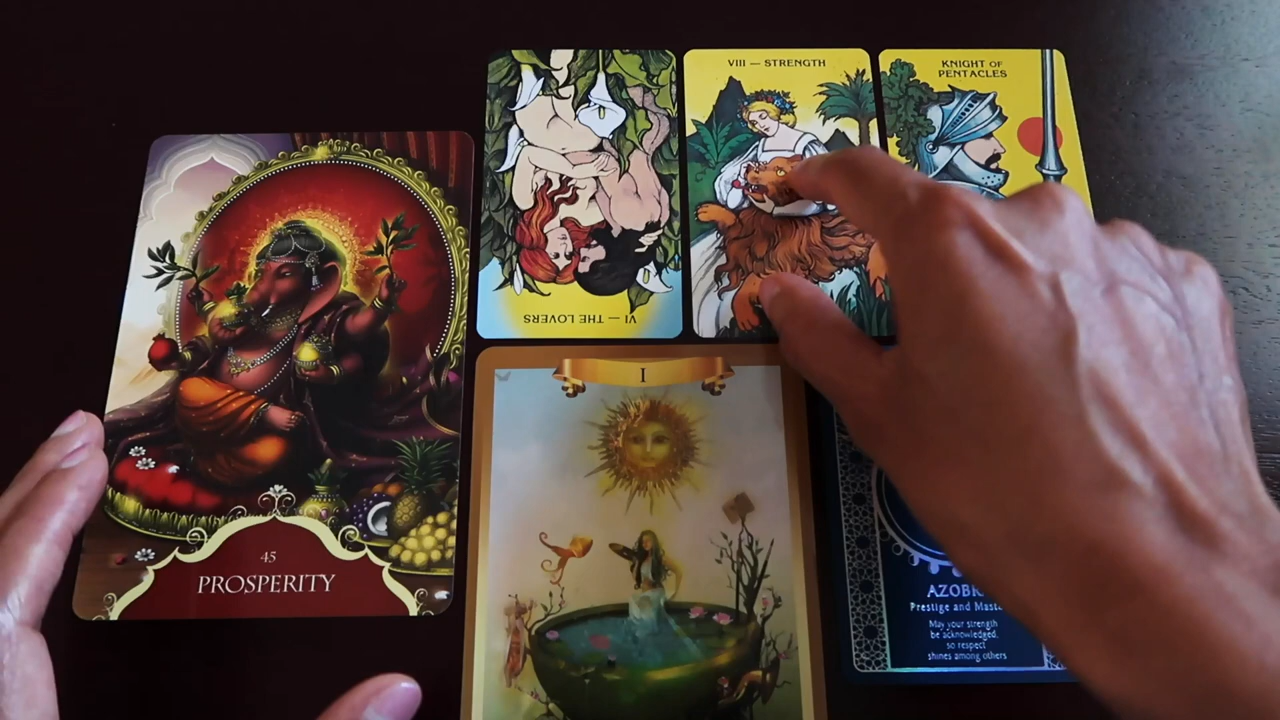 VI — THE LOVERS
VIII — STRENGTH
KNIGHT OF
PENTACLES
45
PROSPERITY
I
Prestige and
May your strength
be acknowledged,
so respect
shines among others